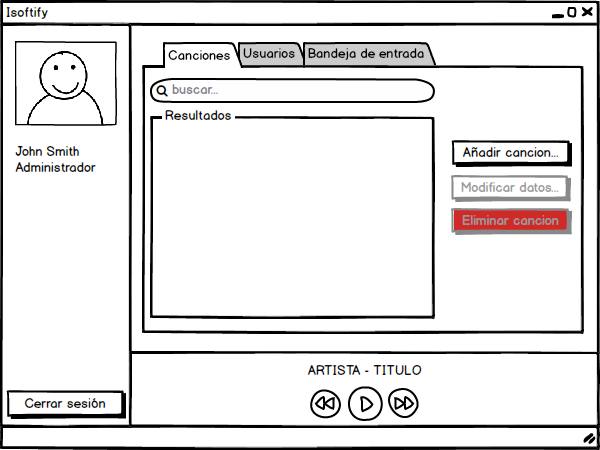 Isoftify
Canciones
Usuarios
Bandeja de entrada
buscar...
Resultados
John Smith
Administrador
Añadir cancion...
Modificar datos...
Eliminar cancion
ARTISTA - TITULO
Cerrar sesión